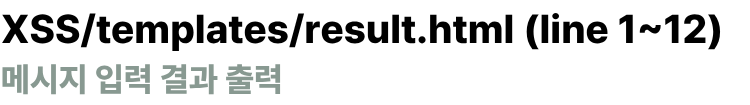 XSS/templates/result.html (line 1~12)
메시지 입력 결과 출력